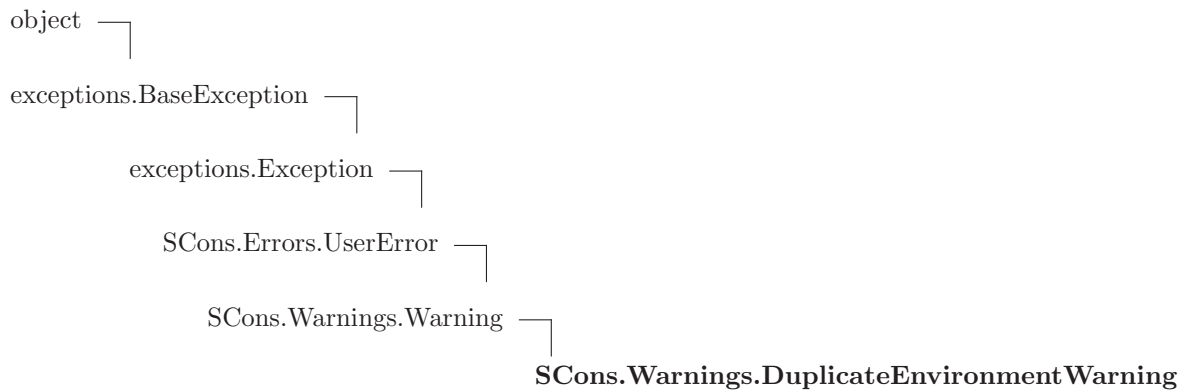 object
exceptions.BaseException
exceptions.Exception
SCons.Errors.UserError
SCons.Warnings.Warning
SCons.Warnings.DuplicateEnvironmentWarning